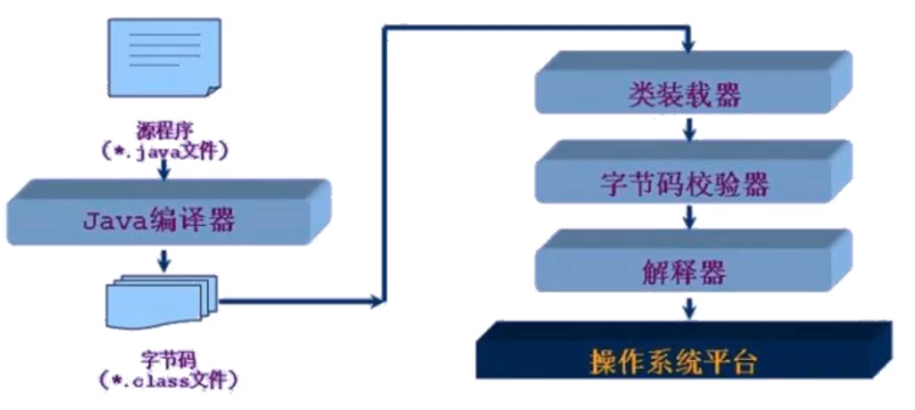 源程序
(*.java文件)
Java编译器
字节码
(*.class文件)
类装载器
字节码校验器
解释器
操作系统平台